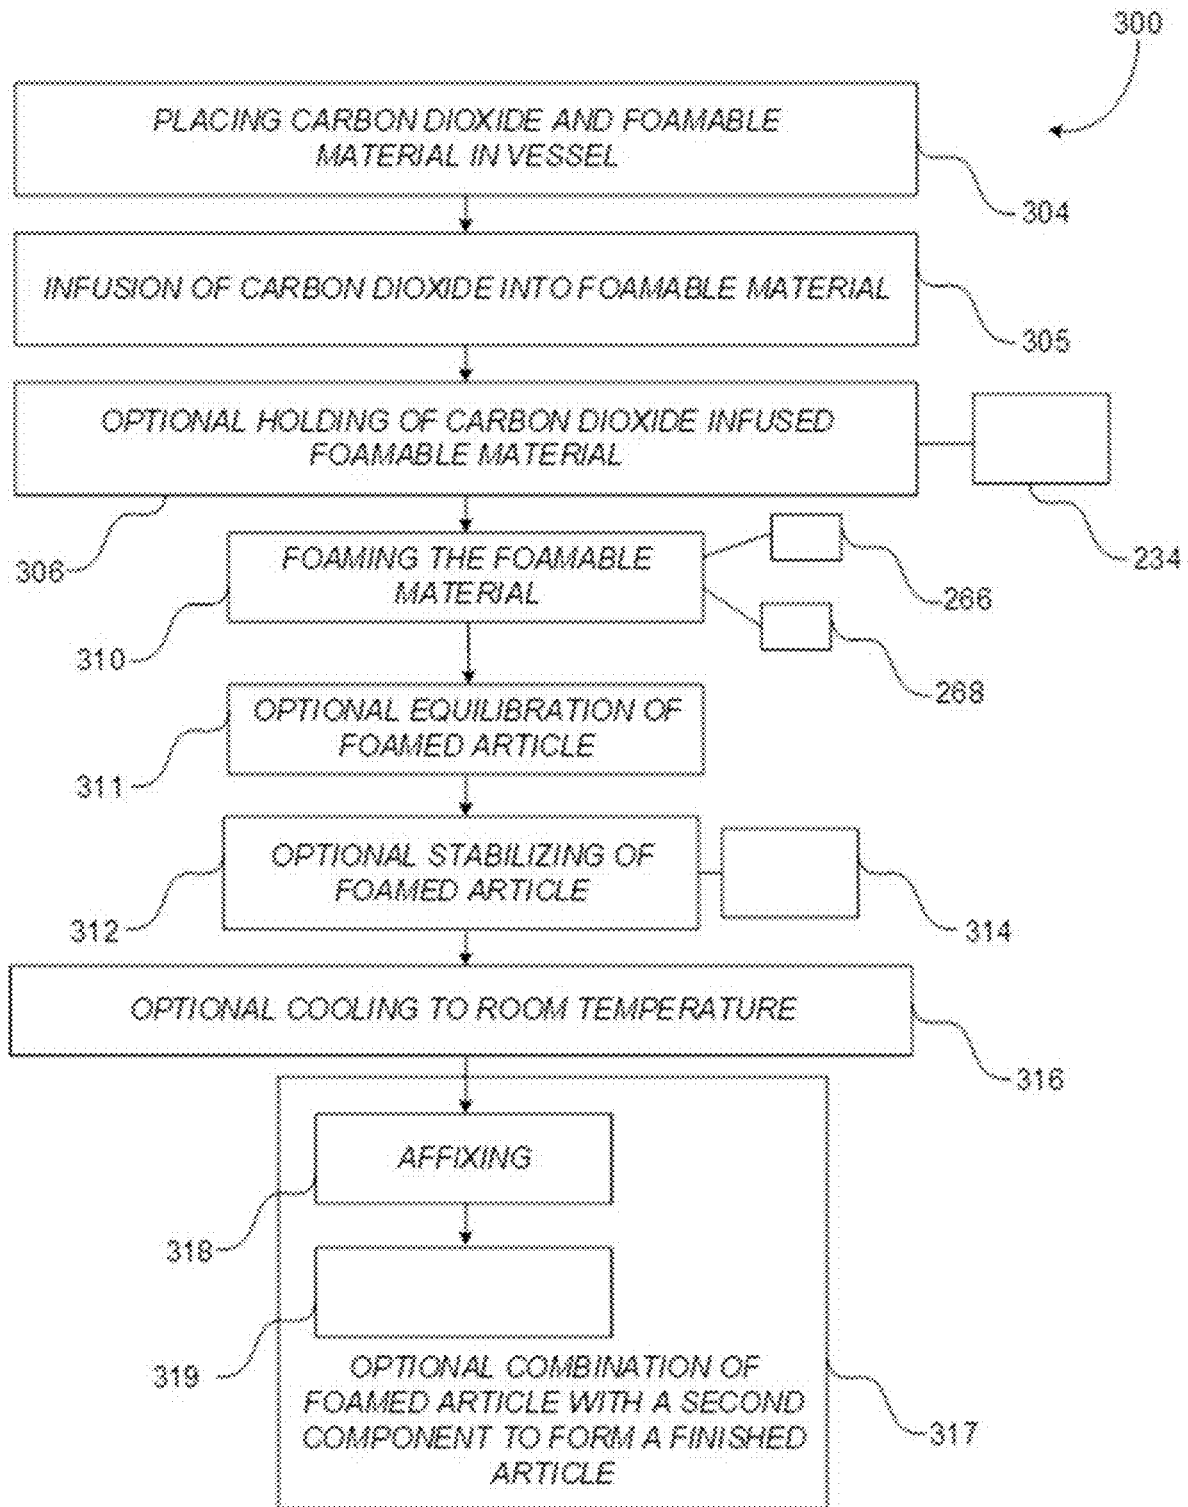 300
PLACING CARBON DIOXIDE AND FOAMABLE
MATERIAL IN VESSEL
304
INFUSION OF CARBON DIOXIDE INTO FOAMABLE MATERIAL
305
OPTIONAL HOLDING OF CARBON DIOXIDE INFUSED
FOAMABLE MATERIAL
306
234
FOAMING THE FOAMABLE
MATERIAL
266
310
268
OPTIONAL EQUILIBRATION OF
FOAMED ARTICLE
311
OPTIONAL STABILIZING OF
FOAMED ARTICLE
312
314
OPTIONAL COOLING TO ROOM TEMPERATURE
316
AFFIXING
318
319
OPTIONAL COMBINATION OF
FOAMED ARTICLE WITH A SECOND
COMPONENT TO FORM A FINISHED
ARTICLE
317